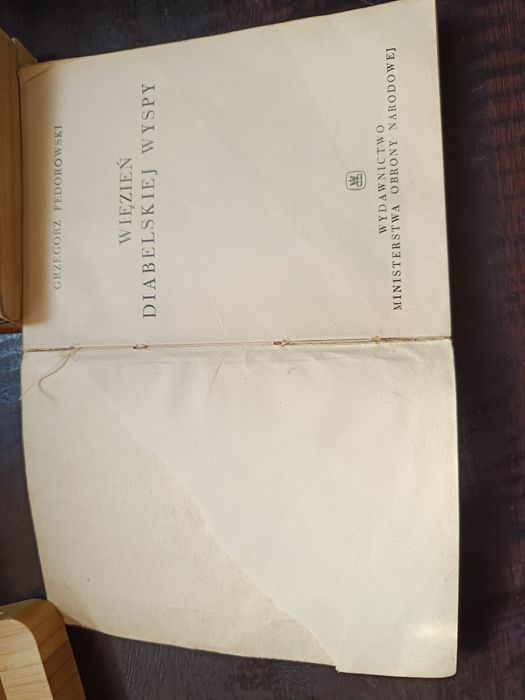 GRZEGORZ FEDOROWSKI
WIĘZIEŃ
DIABELSKIEJ WYSPY
WYDAWNICTWO
MINISTERSTWA OBRONY NARODOWEJ